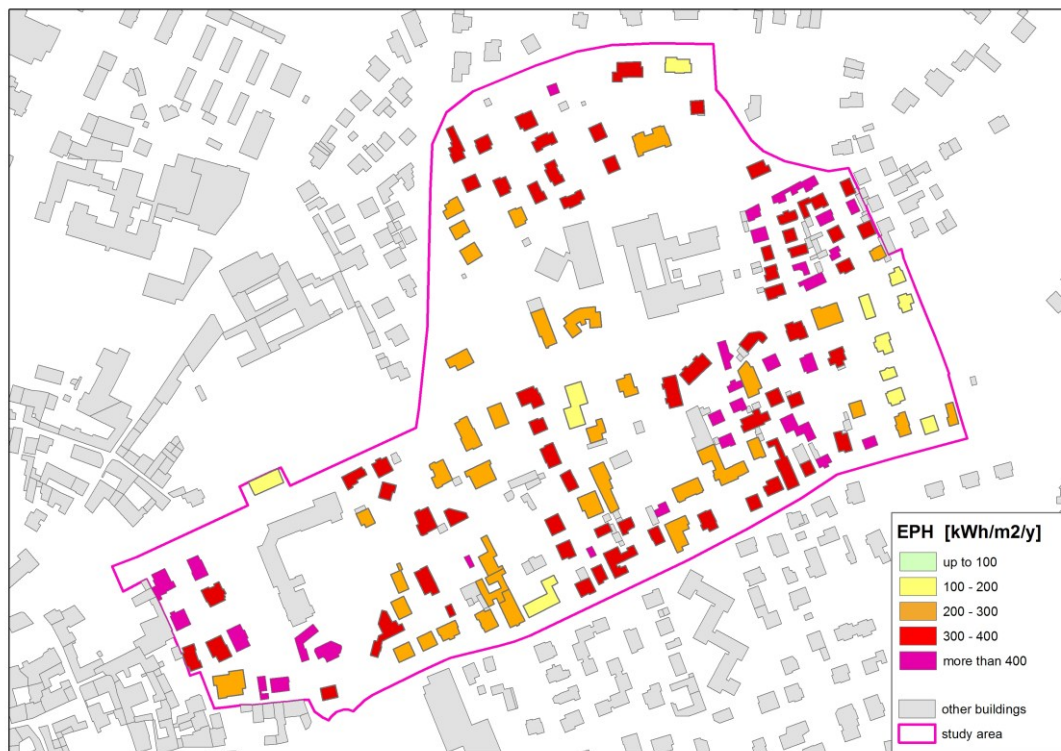 EPH [kWh/m2/y]
up to 100
100 - 200
200 - 300
300 - 400
more than 400
other buildings
study area